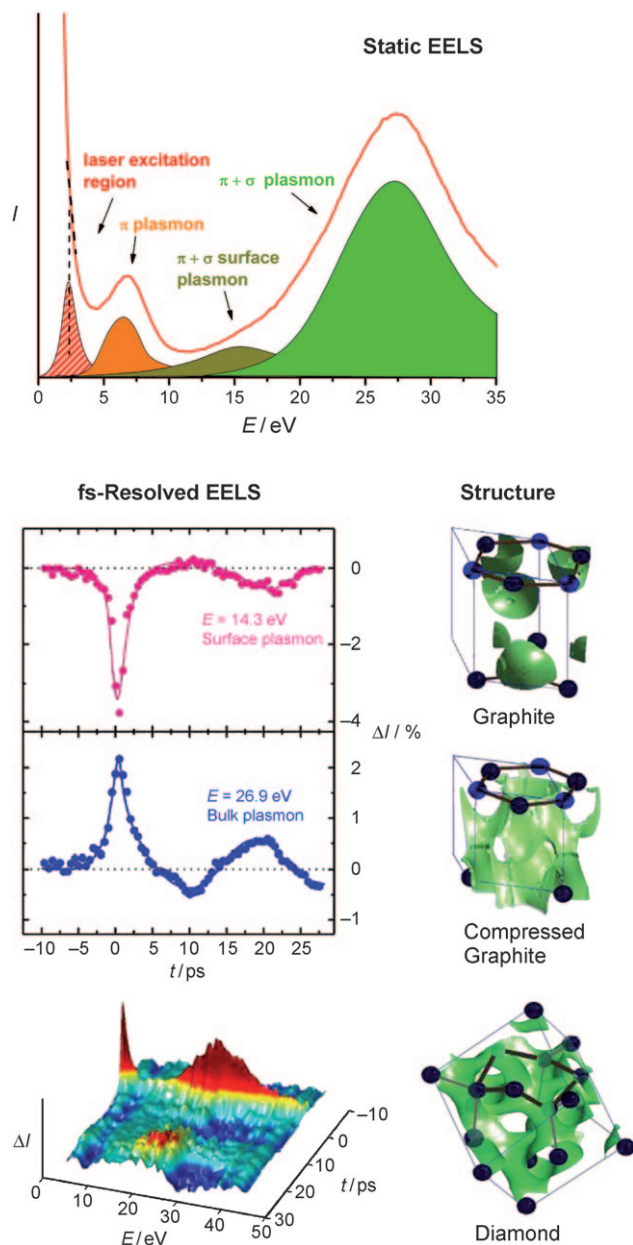 Static EELS
laser excitation
region
π plasmon
π + σ plasmon
π + σ surface
plasmon
I
0 5 10 15 20 25 30 35
E / eV
fs-Resolved EELS
Structure
0
−2
−4
E = 14.3 eV
Surface plasmon
ΔI / %
2
1
0
−1
E = 26.9 eV
Bulk plasmon
−10 −5 0 5 10 15 20 25
t / ps
Graphite
Compressed
Graphite
ΔI
0 10 20 30 40 50
E / eV
−10
0
10
20
30
t / ps
Diamond